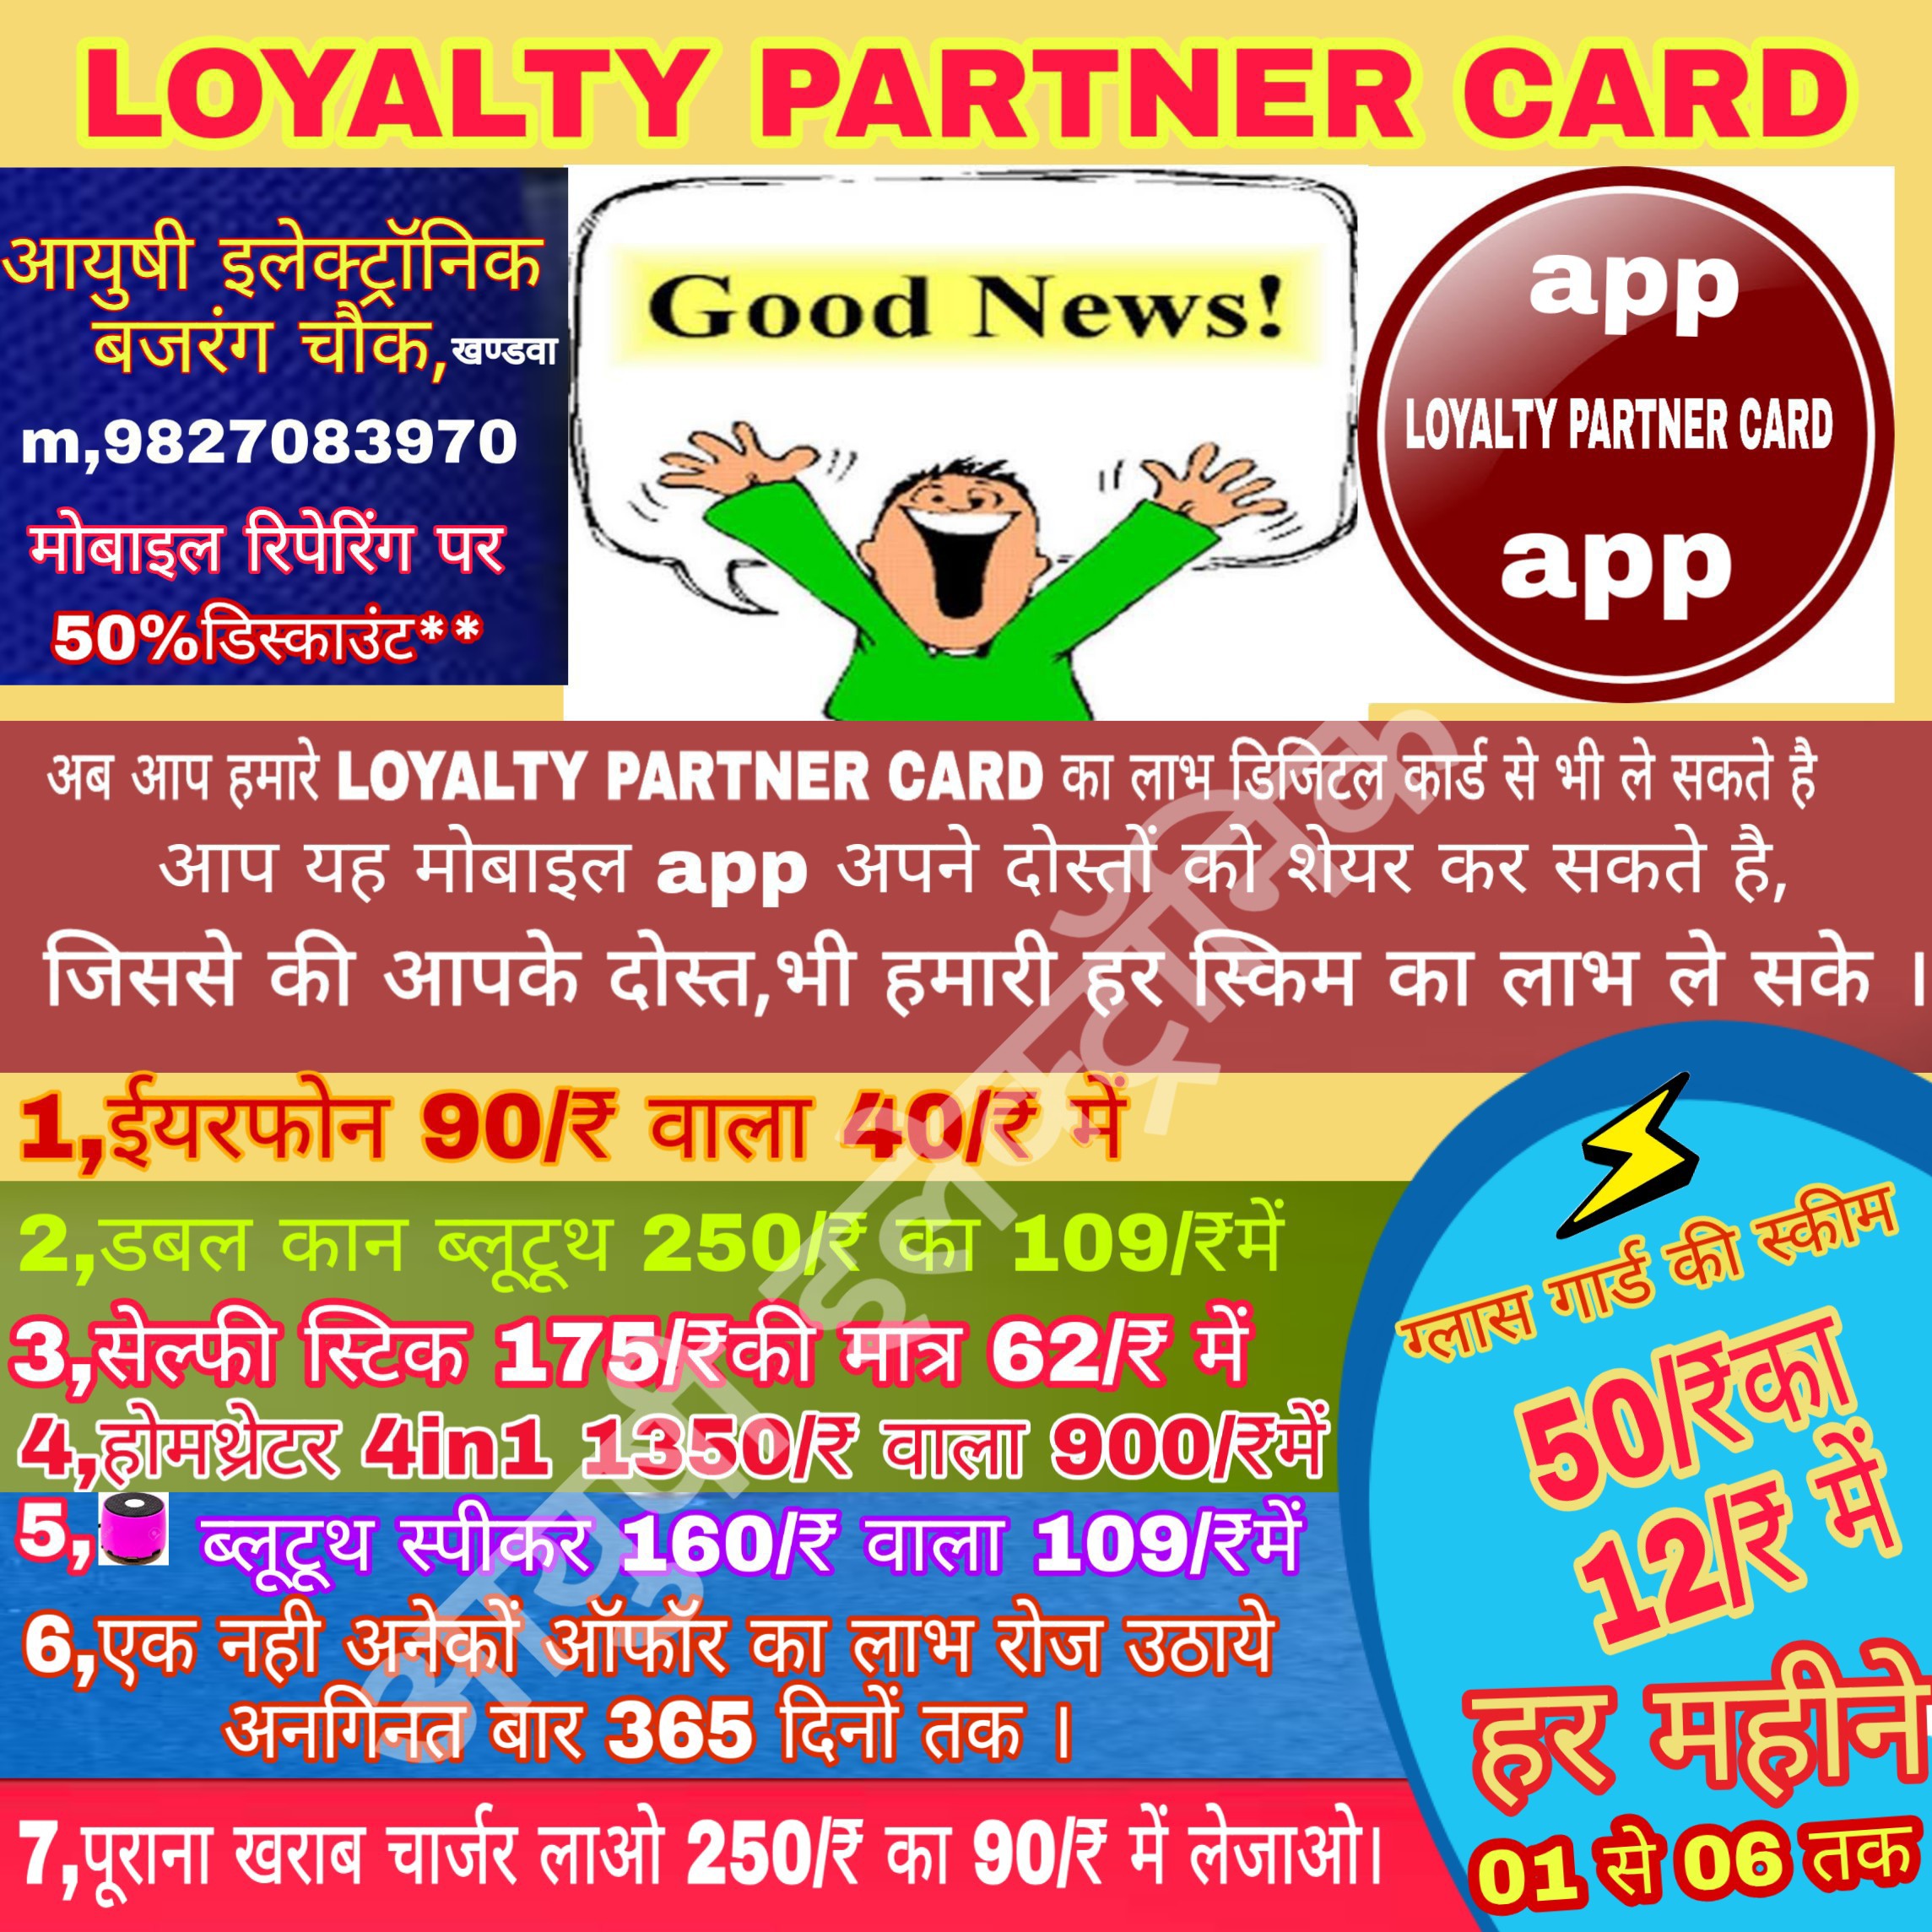 LOYALTY PARTNER CARD
आयुषी इलेक्ट्रॉनिक
बजरंग चौक,खण्डवा
m,9827083970
मोबाइल रिपेरिंग पर
50%डिस्काउंट**
Good News!
app
LOYALTY PARTNER CARD
app
अब आप हमारे LOYALTY PARTNER CARD का लाभ डिजिटल कार्ड से भी ले सकते है
आप यह मोबाइल app अपने दोस्तों को शेयर कर सकते है,
जिससे की आपके दोस्त,भी हमारी हर स्किम का लाभ ले सके ।
1,ईयरफोन 90/₹ वाला 40/₹ में
2,डबल कान ब्लूटूथ 250/₹ का 109/₹में
3,सेल्फी स्टिक 175/₹की मात्र 62/₹ में
4,होमथ्रेटर 4in1 1350/₹ वाला 900/₹में
5, ब्लूटूथ स्पीकर 160/₹ वाला 109/₹में
6,एक नही अनेकों ऑफॉर का लाभ रोज उठाये
अनगिनत बार 365 दिनों तक ।
7,पूराना खराब चार्जर लाओ 250/₹ का 90/₹ में लेजाओ।
ग्लास गार्ड की स्कीम
50/₹का
12/₹ में
हर महीने
01 से 06 तक
आयुषी इलेक्ट्रॉनिक